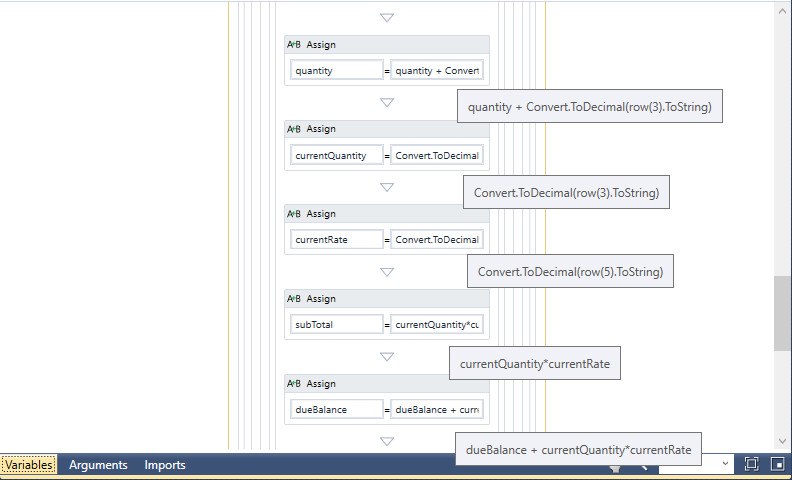 A*B Assign
quantity = quantity + Convert
quantity + Convert.ToDecimal(row(3).ToString)
A*B Assign
currentQuantity = Convert.ToDecimal
Convert.ToDecimal(row(3).ToString)
A*B Assign
currentRate = Convert.ToDecimal
Convert.ToDecimal(row(5).ToString)
A*B Assign
subTotal = currentQuantity*cu
currentQuantity*currentRate
A*B Assign
dueBalance = dueBalance + curr
dueBalance + currentQuantity*currentRate
Variables Arguments Imports